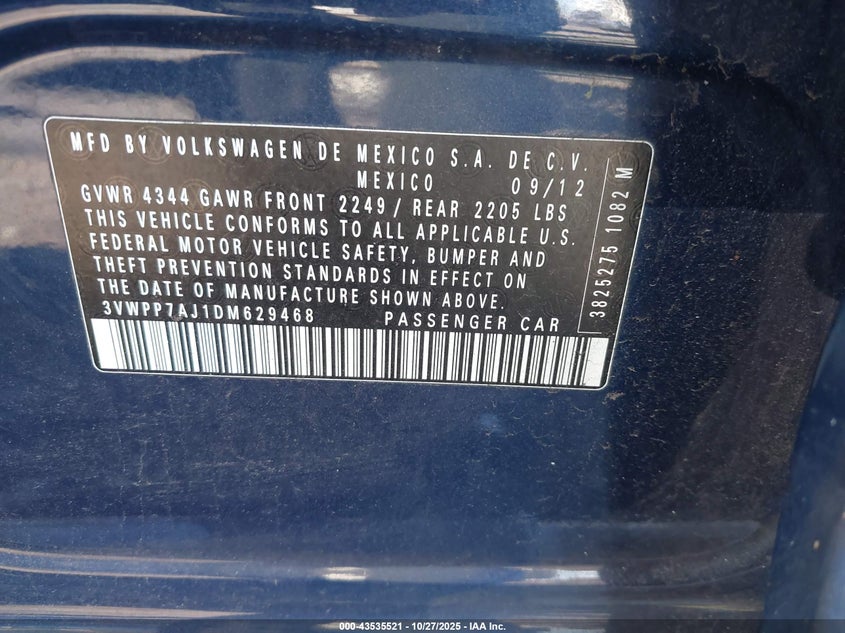 MFD BY VOLKSWAGEN DE MEXICO S.A. DE C.V.
MEXICO 09/12
GVWR 4344 GAWR FRONT 2249/ REAR 2205 LBS
THIS VEHICLE CONFORMS TO ALL APPLICABLE U.S.
FEDERAL MOTOR VEHICLE SAFETY, BUMPER AND
THEFT PREVENTION STANDARDS IN EFFECT ON
THE DATE OF MANUFACTURE SHOWN ABOVE.
3VWPP7AJ1DM629468 PASSENGER CAR
3825275 1082 M
000-43535521 - 10/27/2025 - IAA Inc.